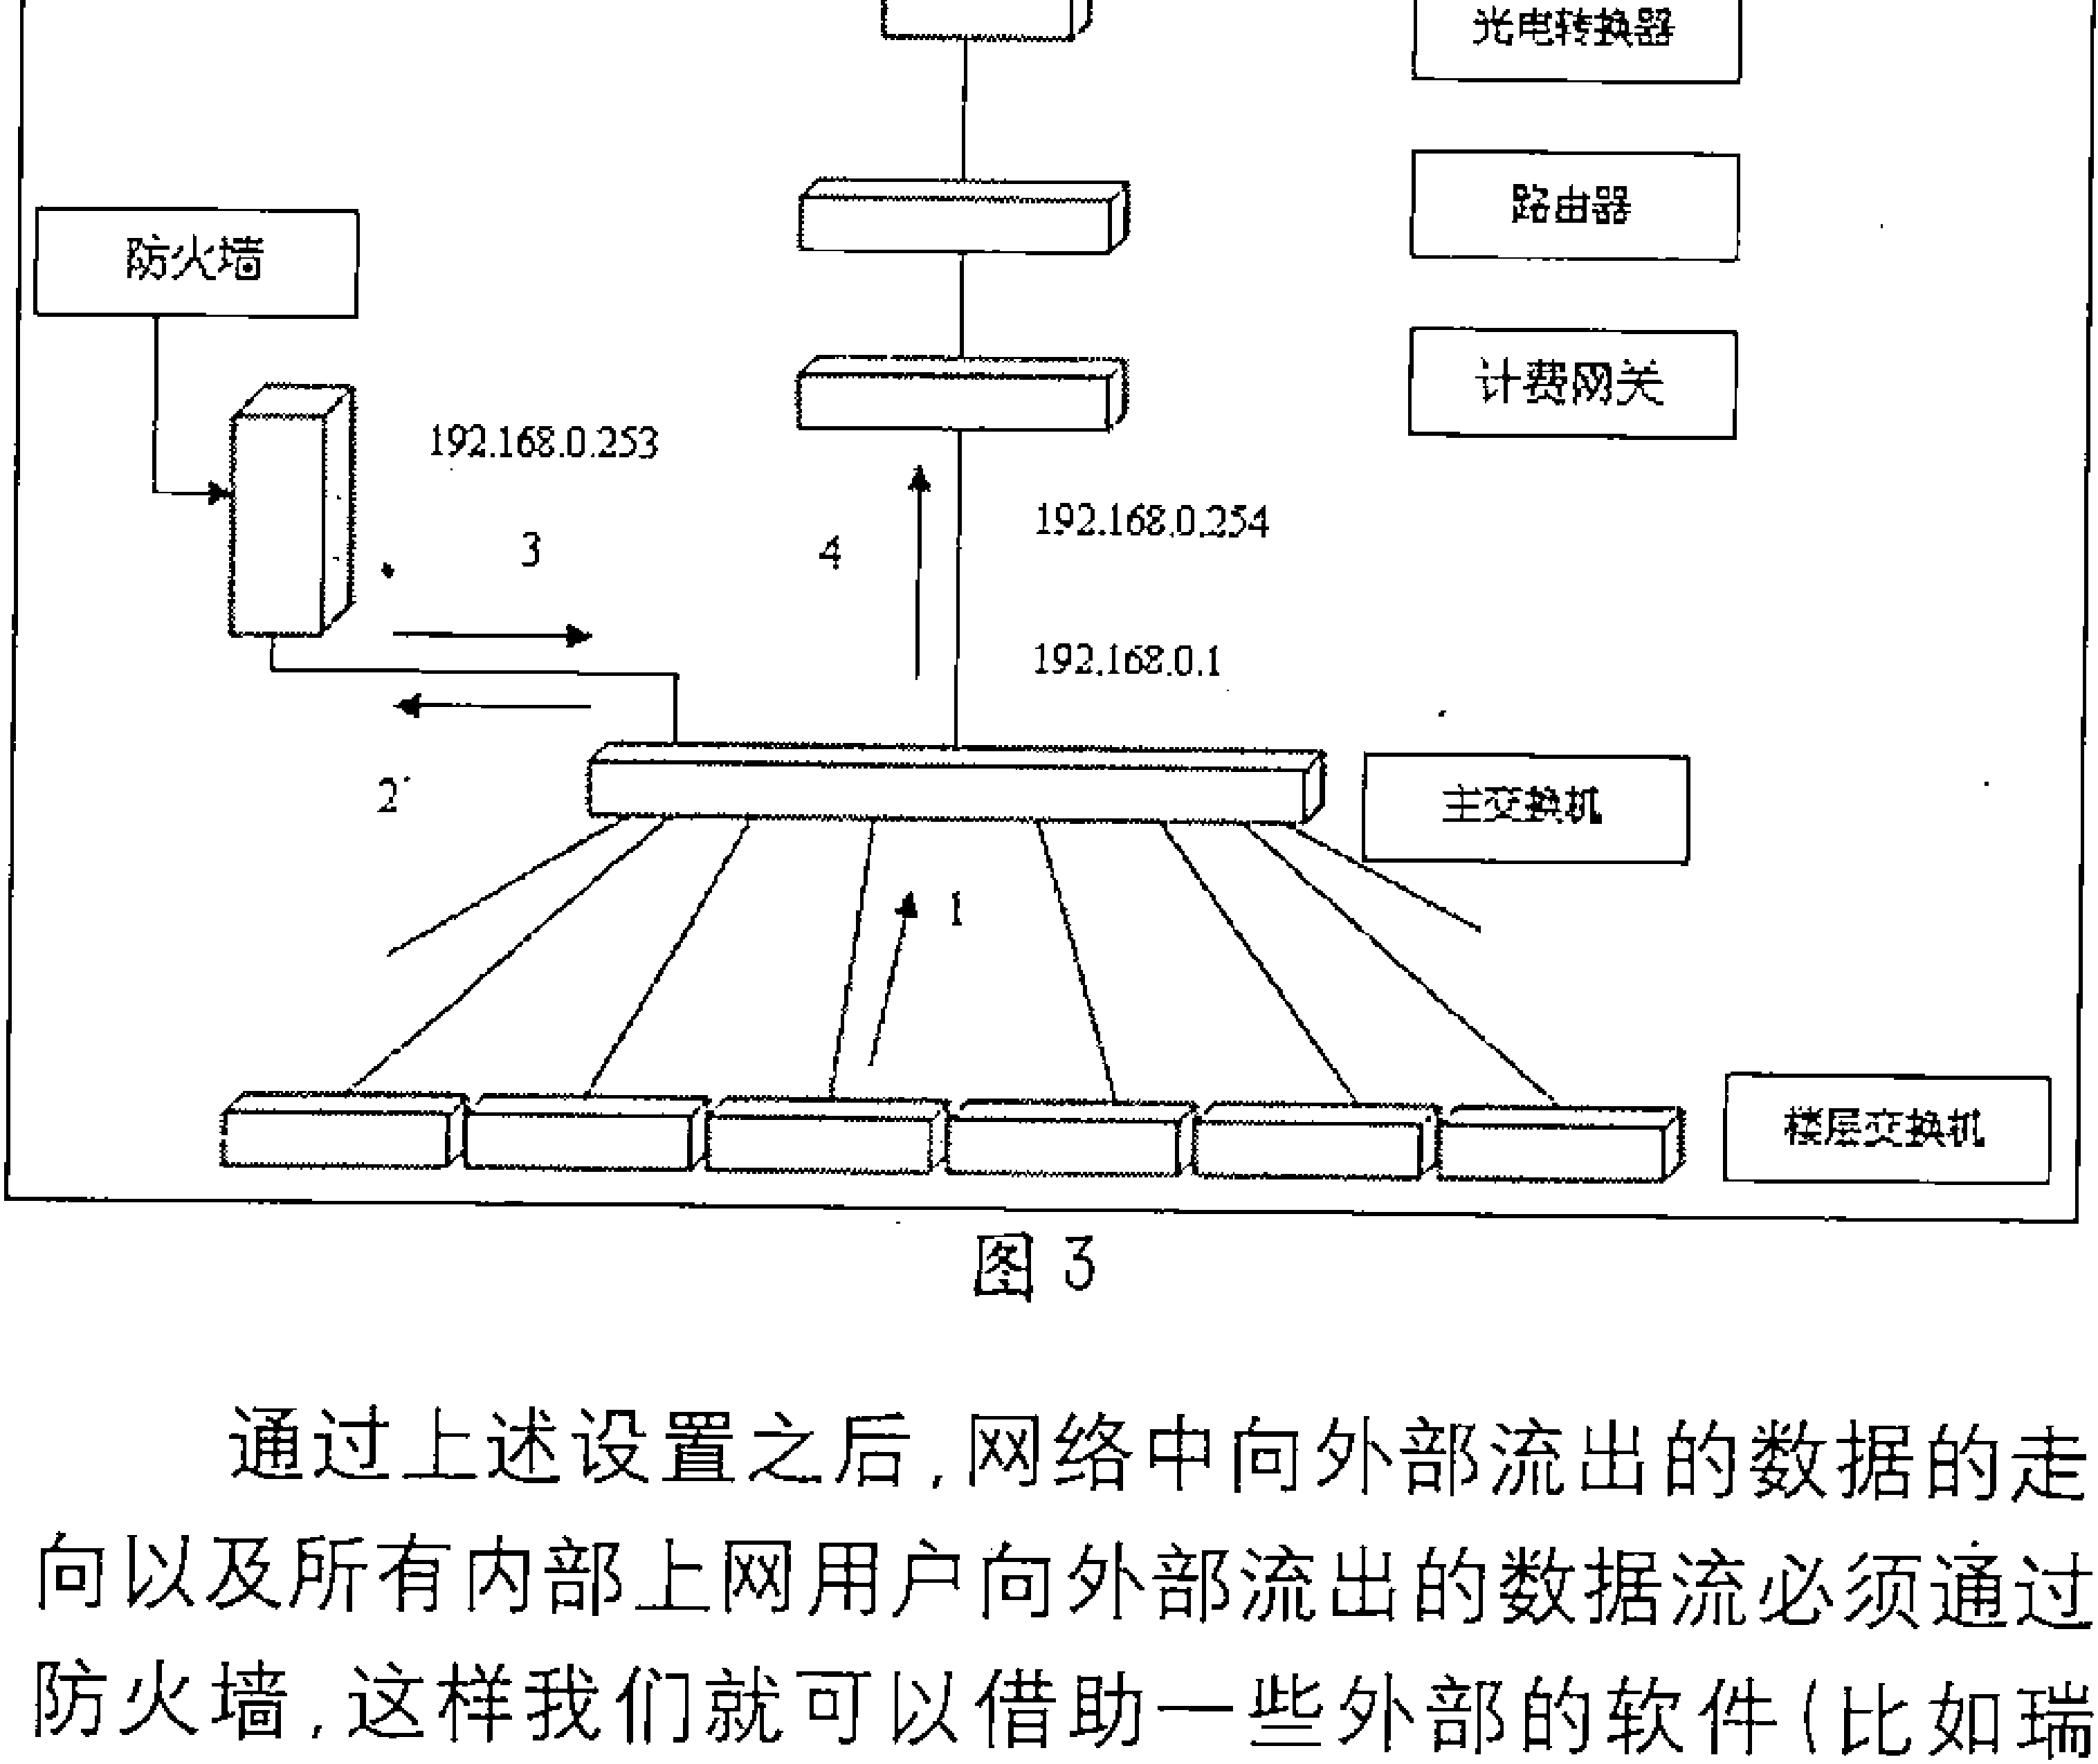 光电转换器
路由器
防火墙
计费网关
192.168.0.253
192.168.0.254
3
4
192.168.0.1
2
主交换机
1
楼层交换机
图 3
通过上述设置之后,网络中向外部流出的数据的走
向以及所有内部上网用户向外部流出的数据流必须通过
防火墙,这样我们就可以借助一些外部的软件(比如瑞